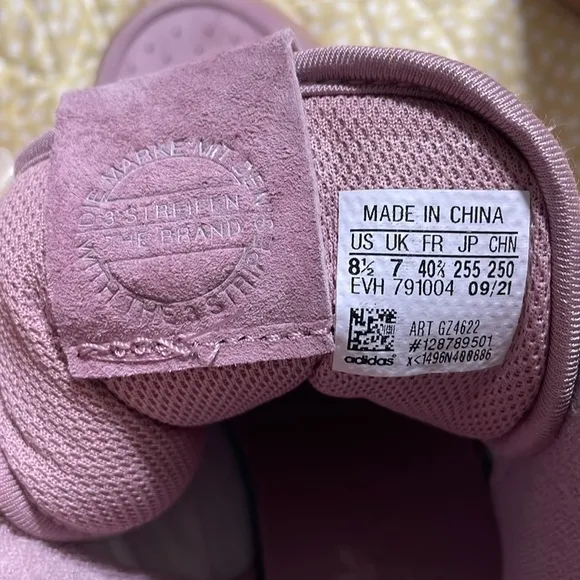 DIE MARKE MIT DEN
3 STREIFEN
THE BRAND
WITH THE 3 STRIPES
MADE IN CHINA
US UK FR JP CHN
8½ 7 40⅔ 255 250
EVH 791004 09/21
ART GZ4622
#128789501
adidas x<1496N400886